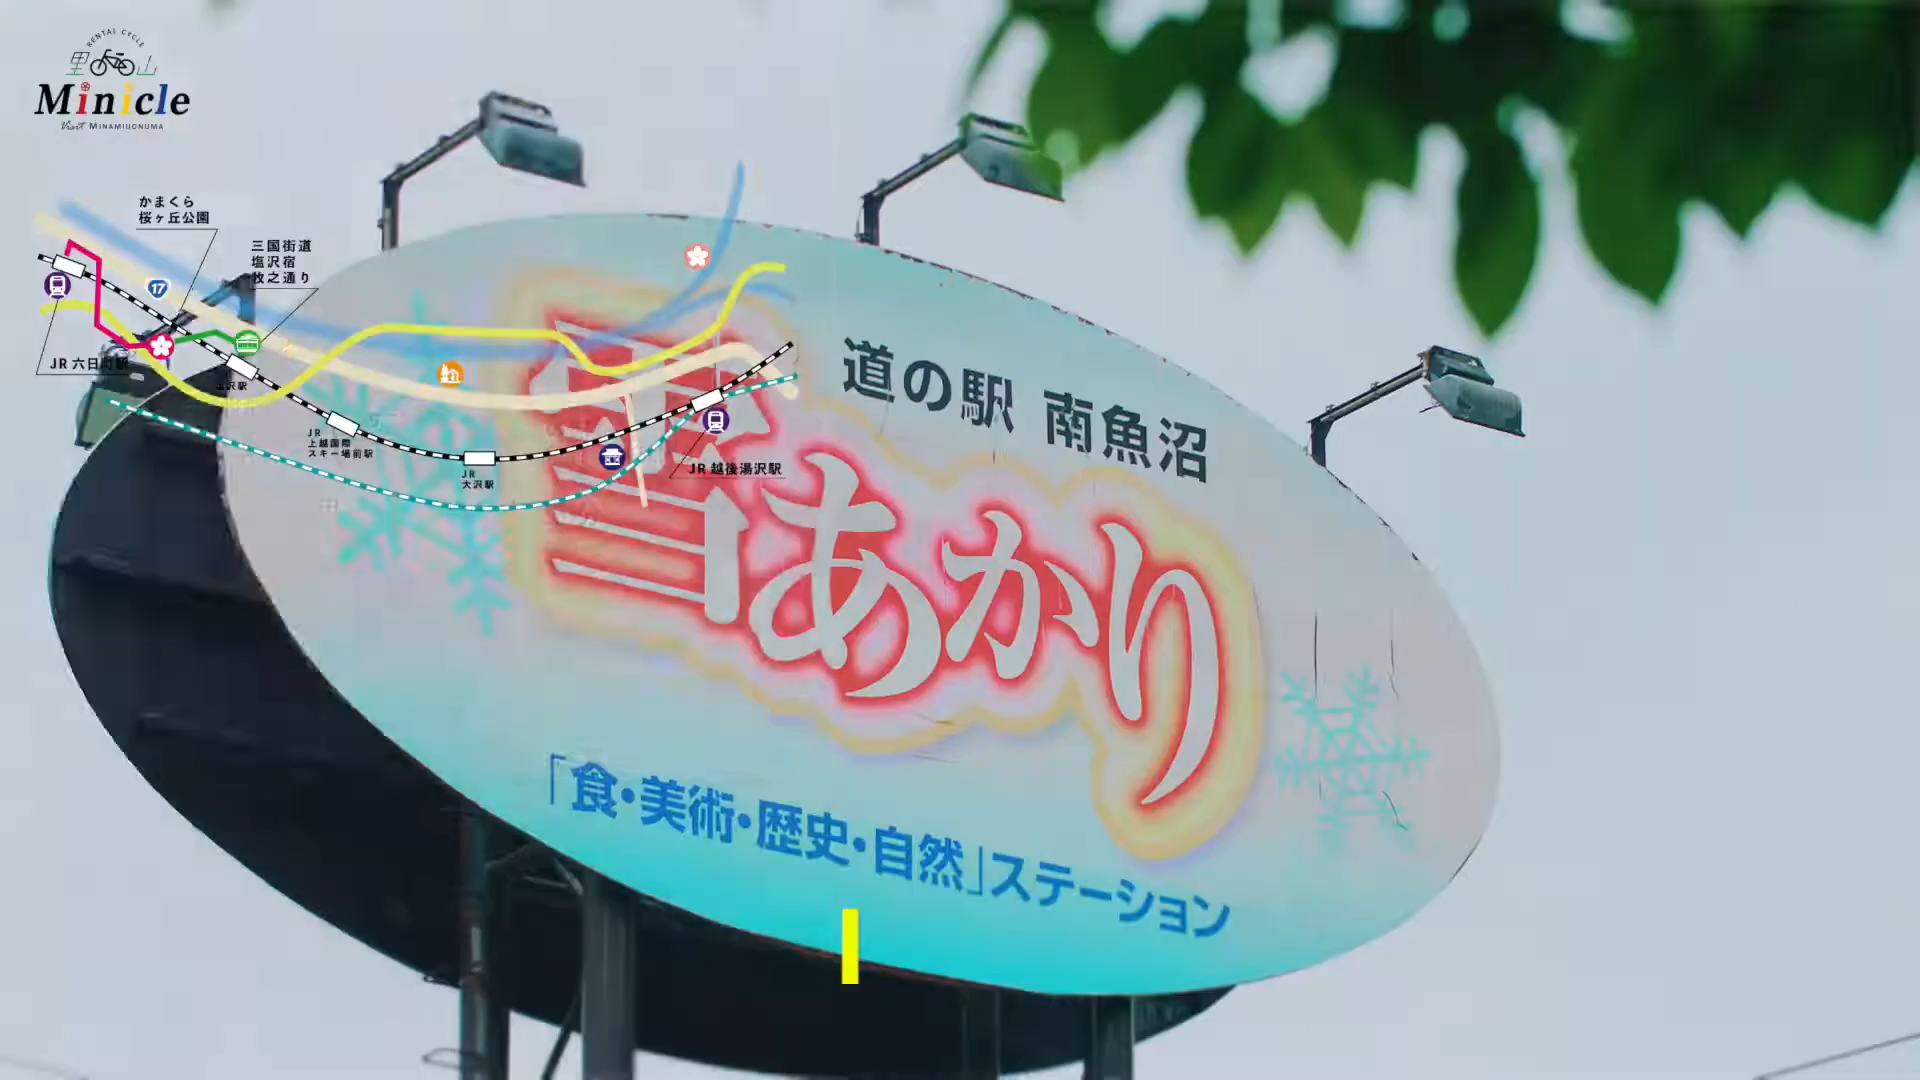 RENTAL CYCLE
里山
Minicle
Visit MINAMIUONUMA
かまくら
桜ヶ丘公園
三国街道
塩沢宿
牧之通り
17
JR 六日町駅
JR
上越国際
スキー場前駅
JR
大沢駅
JR 越後湯沢駅
道の駅 南魚沼
雪あかり
「食・美術・歴史・自然」ステーション